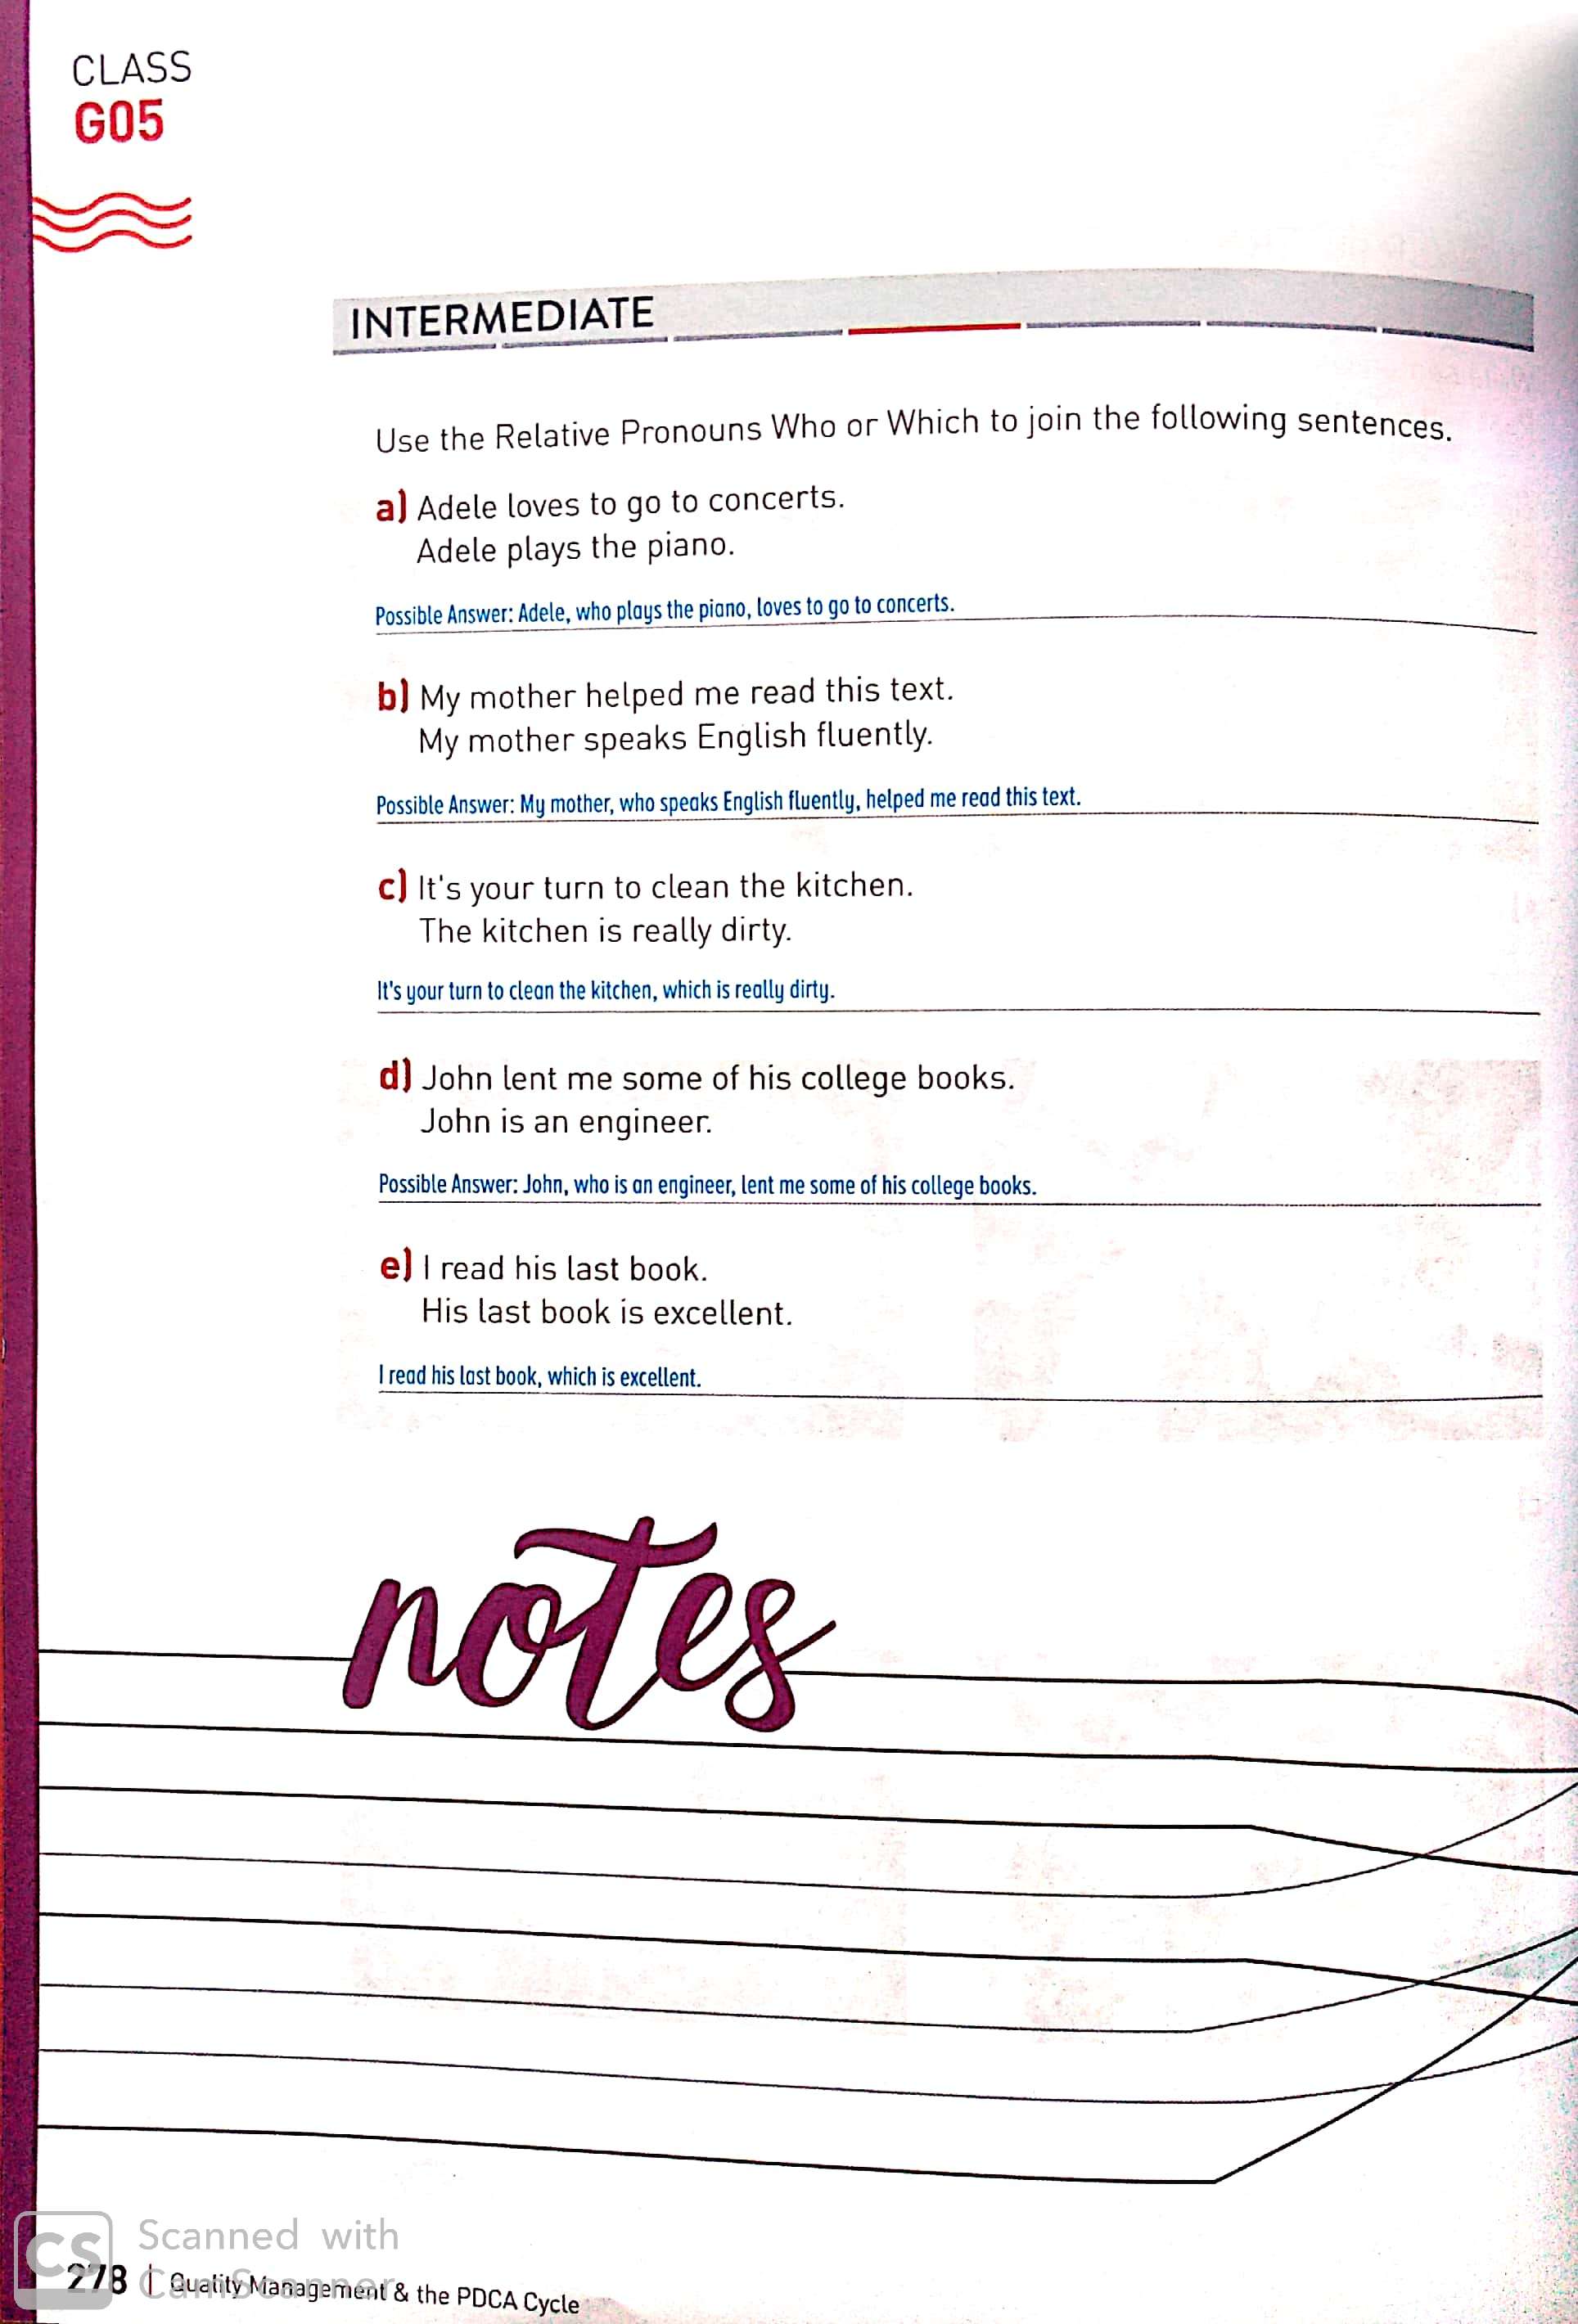 CLASS
G05
INTERMEDIATE
Use the Relative Pronouns Who or Which to join the following sentences.
a) Adele loves to go to concerts.
Adele plays the piano.
Possible Answer: Adele, who plays the piano, loves to go to concerts.
b) My mother helped me read this text.
My mother speaks English fluently.
Possible Answer: My mother, who speaks English fluently, helped me read this text.
c) It's your turn to clean the kitchen.
The kitchen is really dirty.
It's your turn to clean the kitchen, which is really dirty.
d) John lent me some of his college books.
John is an engineer.
Possible Answer: John, who is an engineer, lent me some of his college books.
e) I read his last book.
His last book is excellent.
I read his last book, which is excellent.
notes
CS Scanned with
CamScanner
278 | Quality Management & the PDCA Cycle